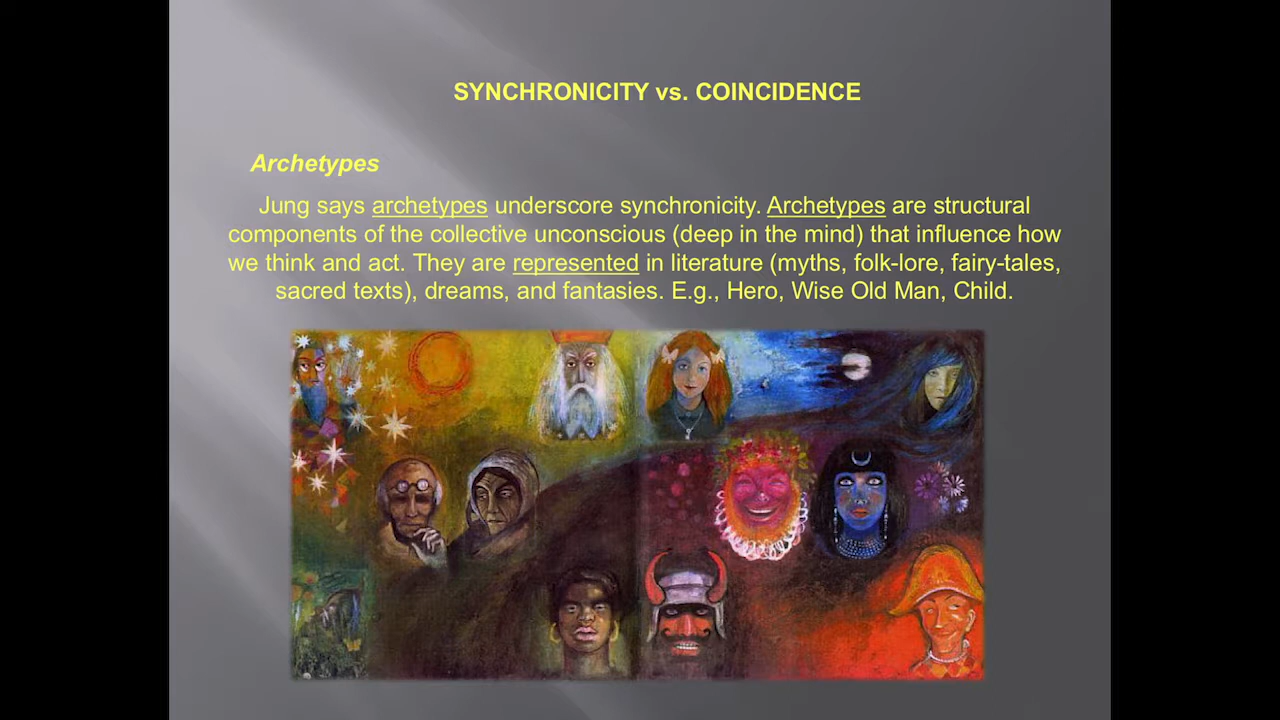 SYNCHRONICITY vs. COINCIDENCE
Archetypes
Jung says archetypes underscore synchronicity. Archetypes are structural
components of the collective unconscious (deep in the mind) that influence how
we think and act. They are represented in literature (myths, folk-lore, fairy-tales,
sacred texts), dreams, and fantasies. E.g., Hero, Wise Old Man, Child.